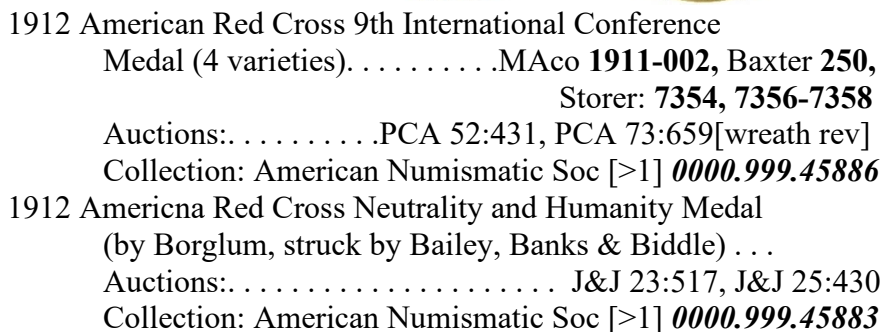 1912 American Red Cross 9th International Conference
Medal (4 varieties). . . . . . . . . .MAco 1911-002, Baxter 250,
Storer: 7354, 7356-7358
Auctions:. . . . . . . . . .PCA 52:431, PCA 73:659[wreath rev]
Collection: American Numismatic Soc [>1] 0000.999.45886
1912 Americna Red Cross Neutrality and Humanity Medal
(by Borglum, struck by Bailey, Banks & Biddle) . . .
Auctions:. . . . . . . . . . . . . . . . . . . . . J&J 23:517, J&J 25:430
Collection: American Numismatic Soc [>1] 0000.999.45883